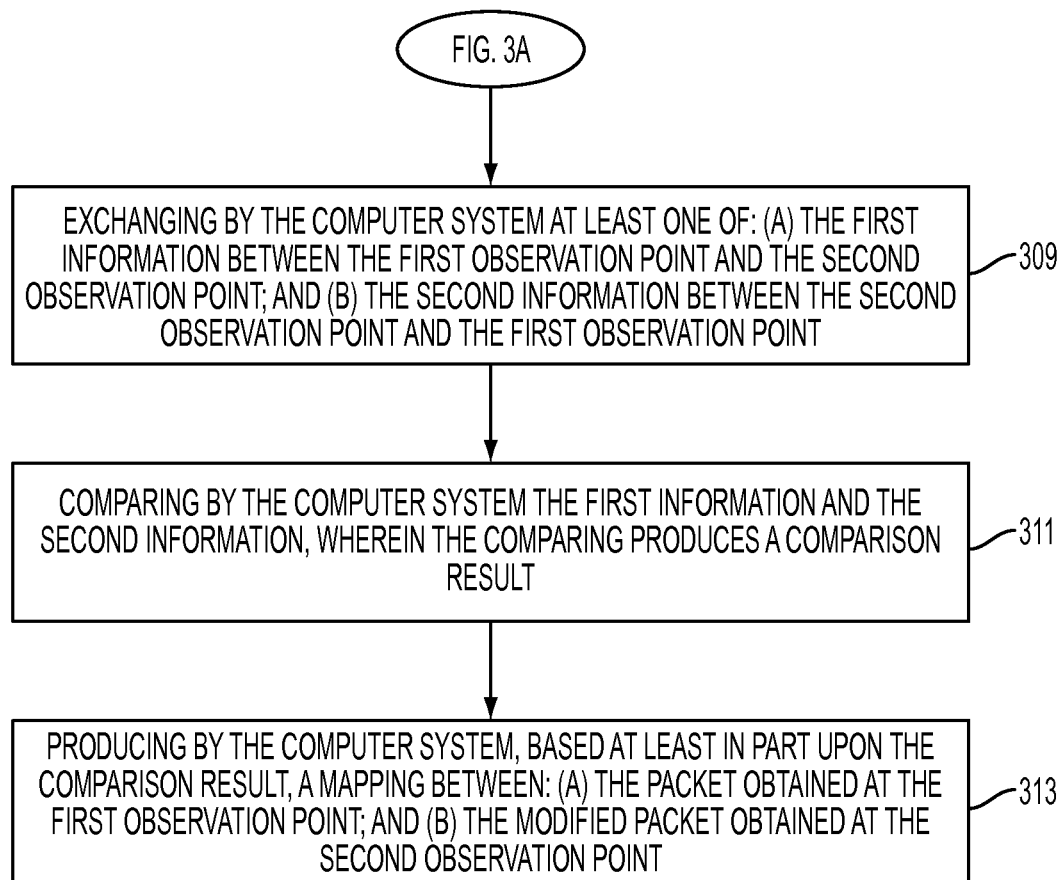 FIG. 3A
EXCHANGING BY THE COMPUTER SYSTEM AT LEAST ONE OF: (A) THE FIRST
INFORMATION BETWEEN THE FIRST OBSERVATION POINT AND THE SECOND
OBSERVATION POINT; AND (B) THE SECOND INFORMATION BETWEEN THE SECOND
OBSERVATION POINT AND THE FIRST OBSERVATION POINT
309
COMPARING BY THE COMPUTER SYSTEM THE FIRST INFORMATION AND THE
SECOND INFORMATION, WHEREIN THE COMPARING PRODUCES A COMPARISON
RESULT
311
PRODUCING BY THE COMPUTER SYSTEM, BASED AT LEAST IN PART UPON THE
COMPARISON RESULT, A MAPPING BETWEEN: (A) THE PACKET OBTAINED AT THE
FIRST OBSERVATION POINT; AND (B) THE MODIFIED PACKET OBTAINED AT THE
SECOND OBSERVATION POINT
313